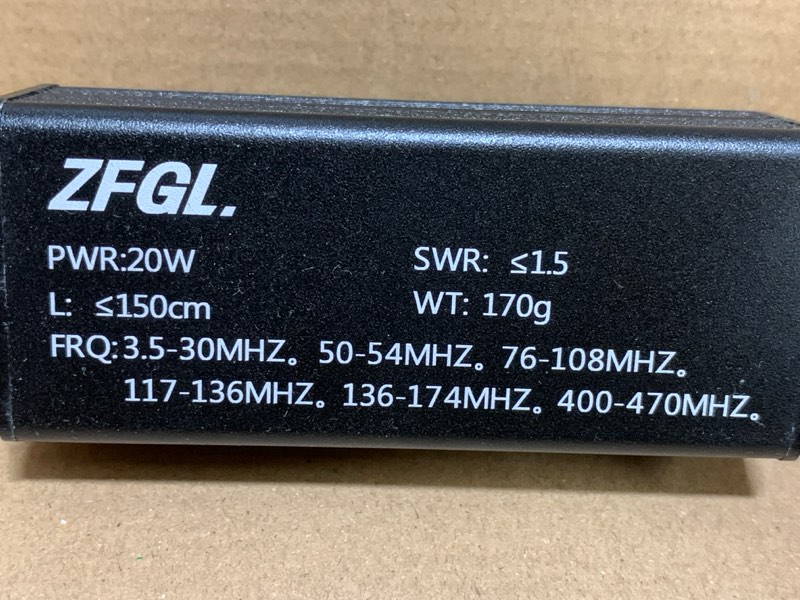 ZFGL.
PWR:20W SWR: ≤1.5
L: ≤150cm WT: 170g
FRQ:3.5-30MHZ。50-54MHZ。76-108MHZ。
117-136MHZ。136-174MHZ。400-470MHZ。